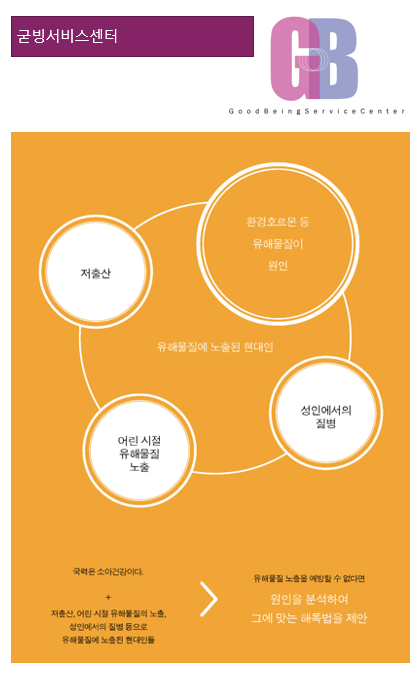 굳빙서비스센터
GB
GoodBeingServiceCenter
환경호르몬 등
유해물질이
원인
저출산
유해물질에 노출된 현대인
성인에서의
질병
어린 시절
유해물질
노출
국력은 소아건강이다.
+
저출산, 어린 시절 유해물질의 노출,
성인에서의 질병 등으로
유해물질에 노출된 현대인들
유해물질 노출을 예방할 수 없다면
원인을 분석하여
그에 맞는 해독법을 제안